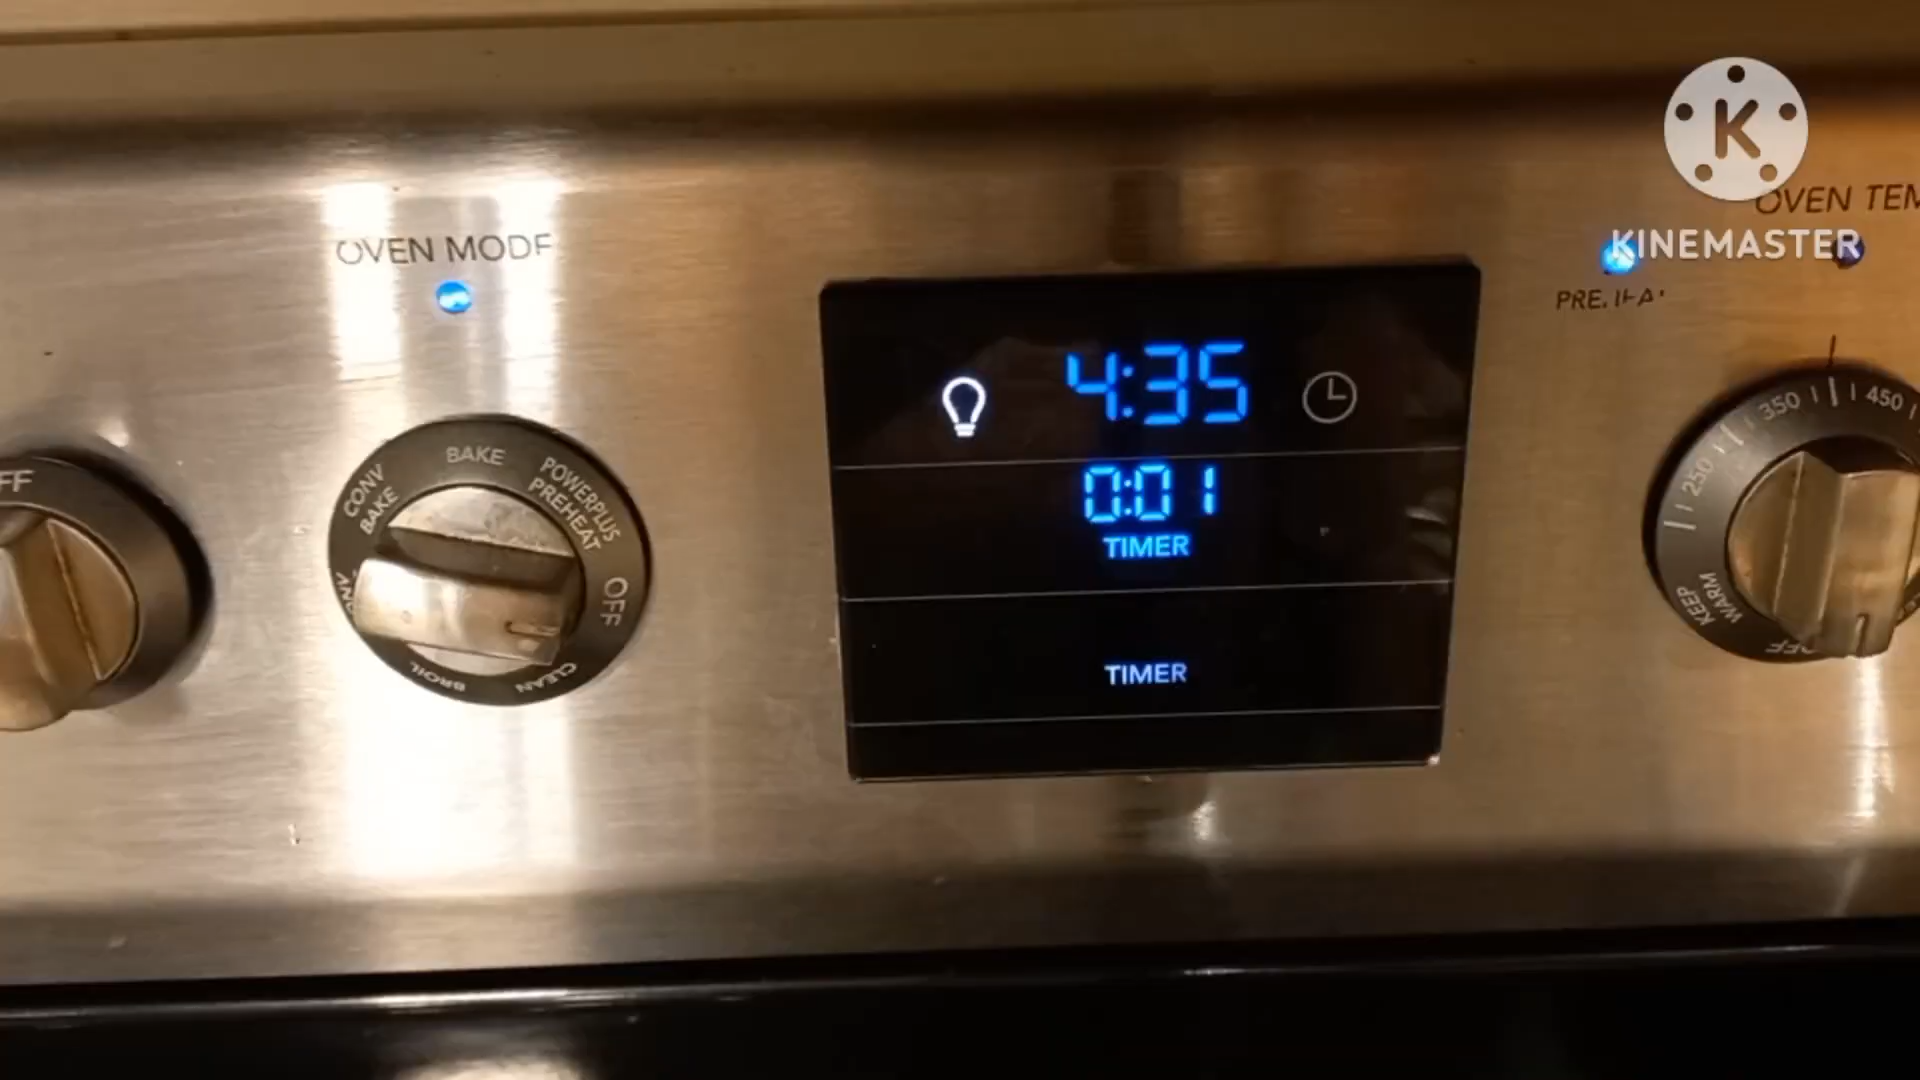 K
KINEMASTER
OVEN TEM
OVEN MODE
4:35
0:01
TIMER
TIMER
BAKE
POWERPLUS
PREHEAT
OFF
CLEAN
BROIL
CONV
BAKE
350
450
250
KEEP
WARM